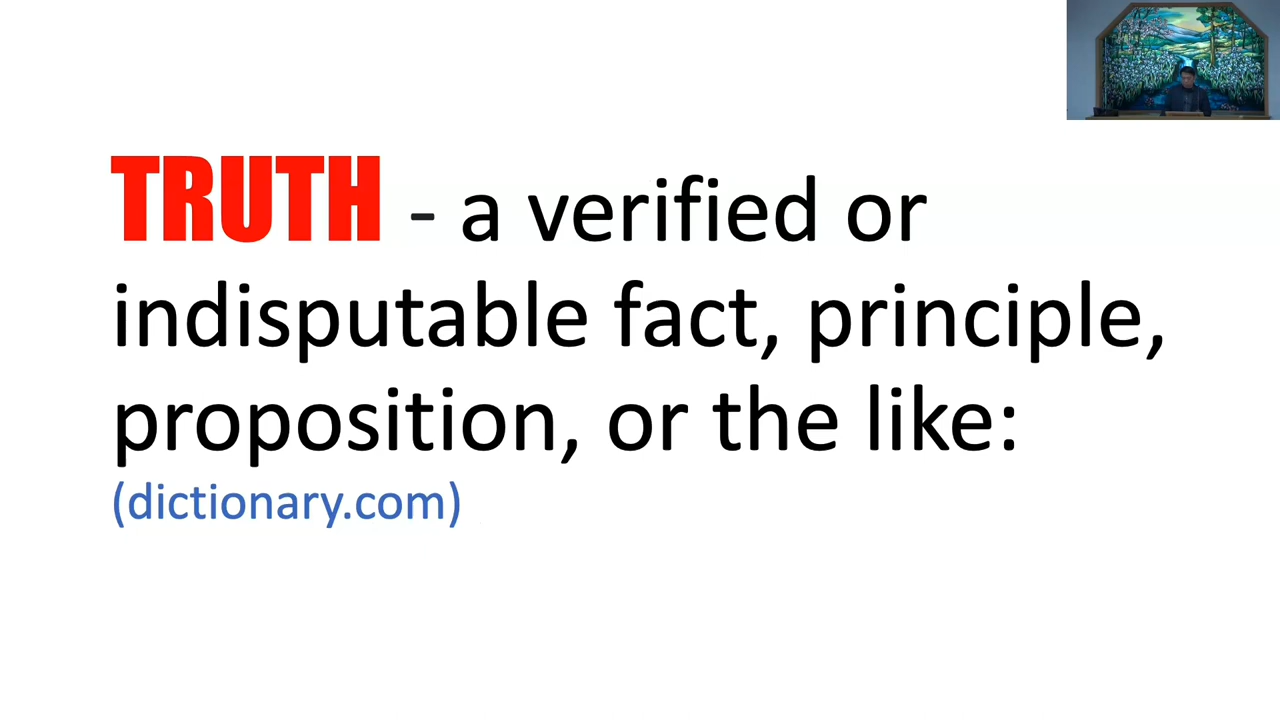 TRUTH - a verified or
indisputable fact, principle,
proposition, or the like:
(dictionary.com)